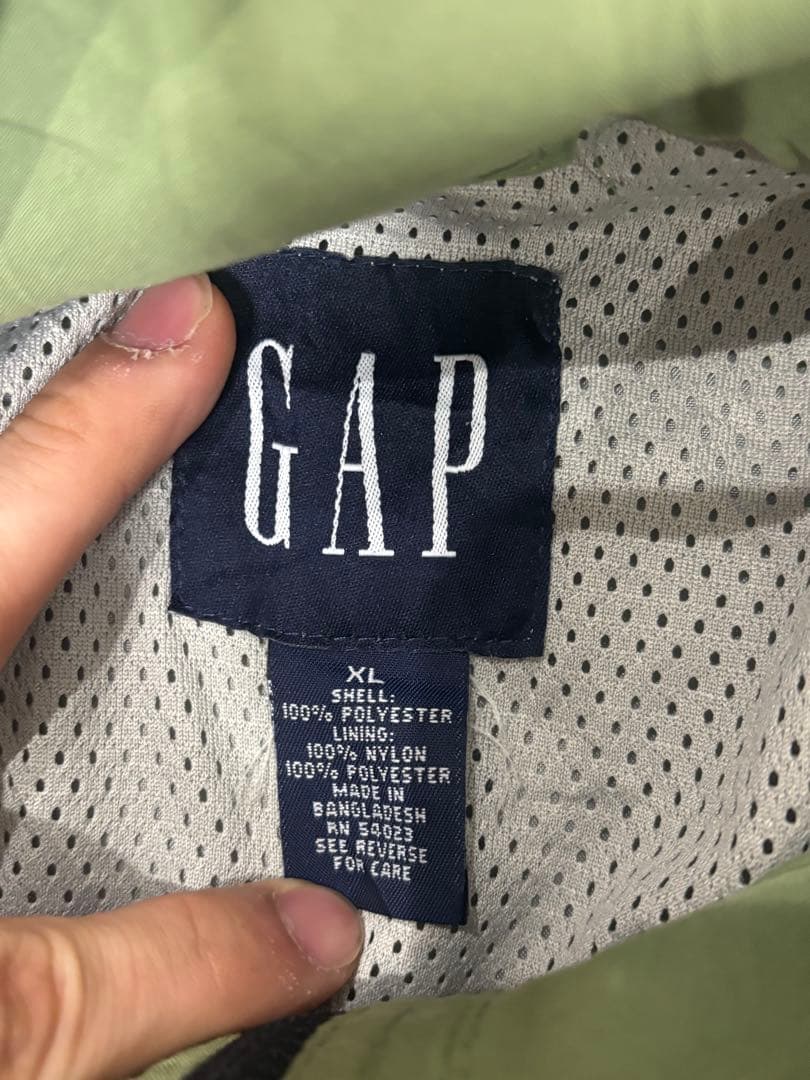 GAP
XL
SHELL:
100% POLYESTER
LINING:
100% NYLON
100% POLYESTER
MADE IN
BANGLADESH
RN 54023
SEE REVERSE
FOR CARE